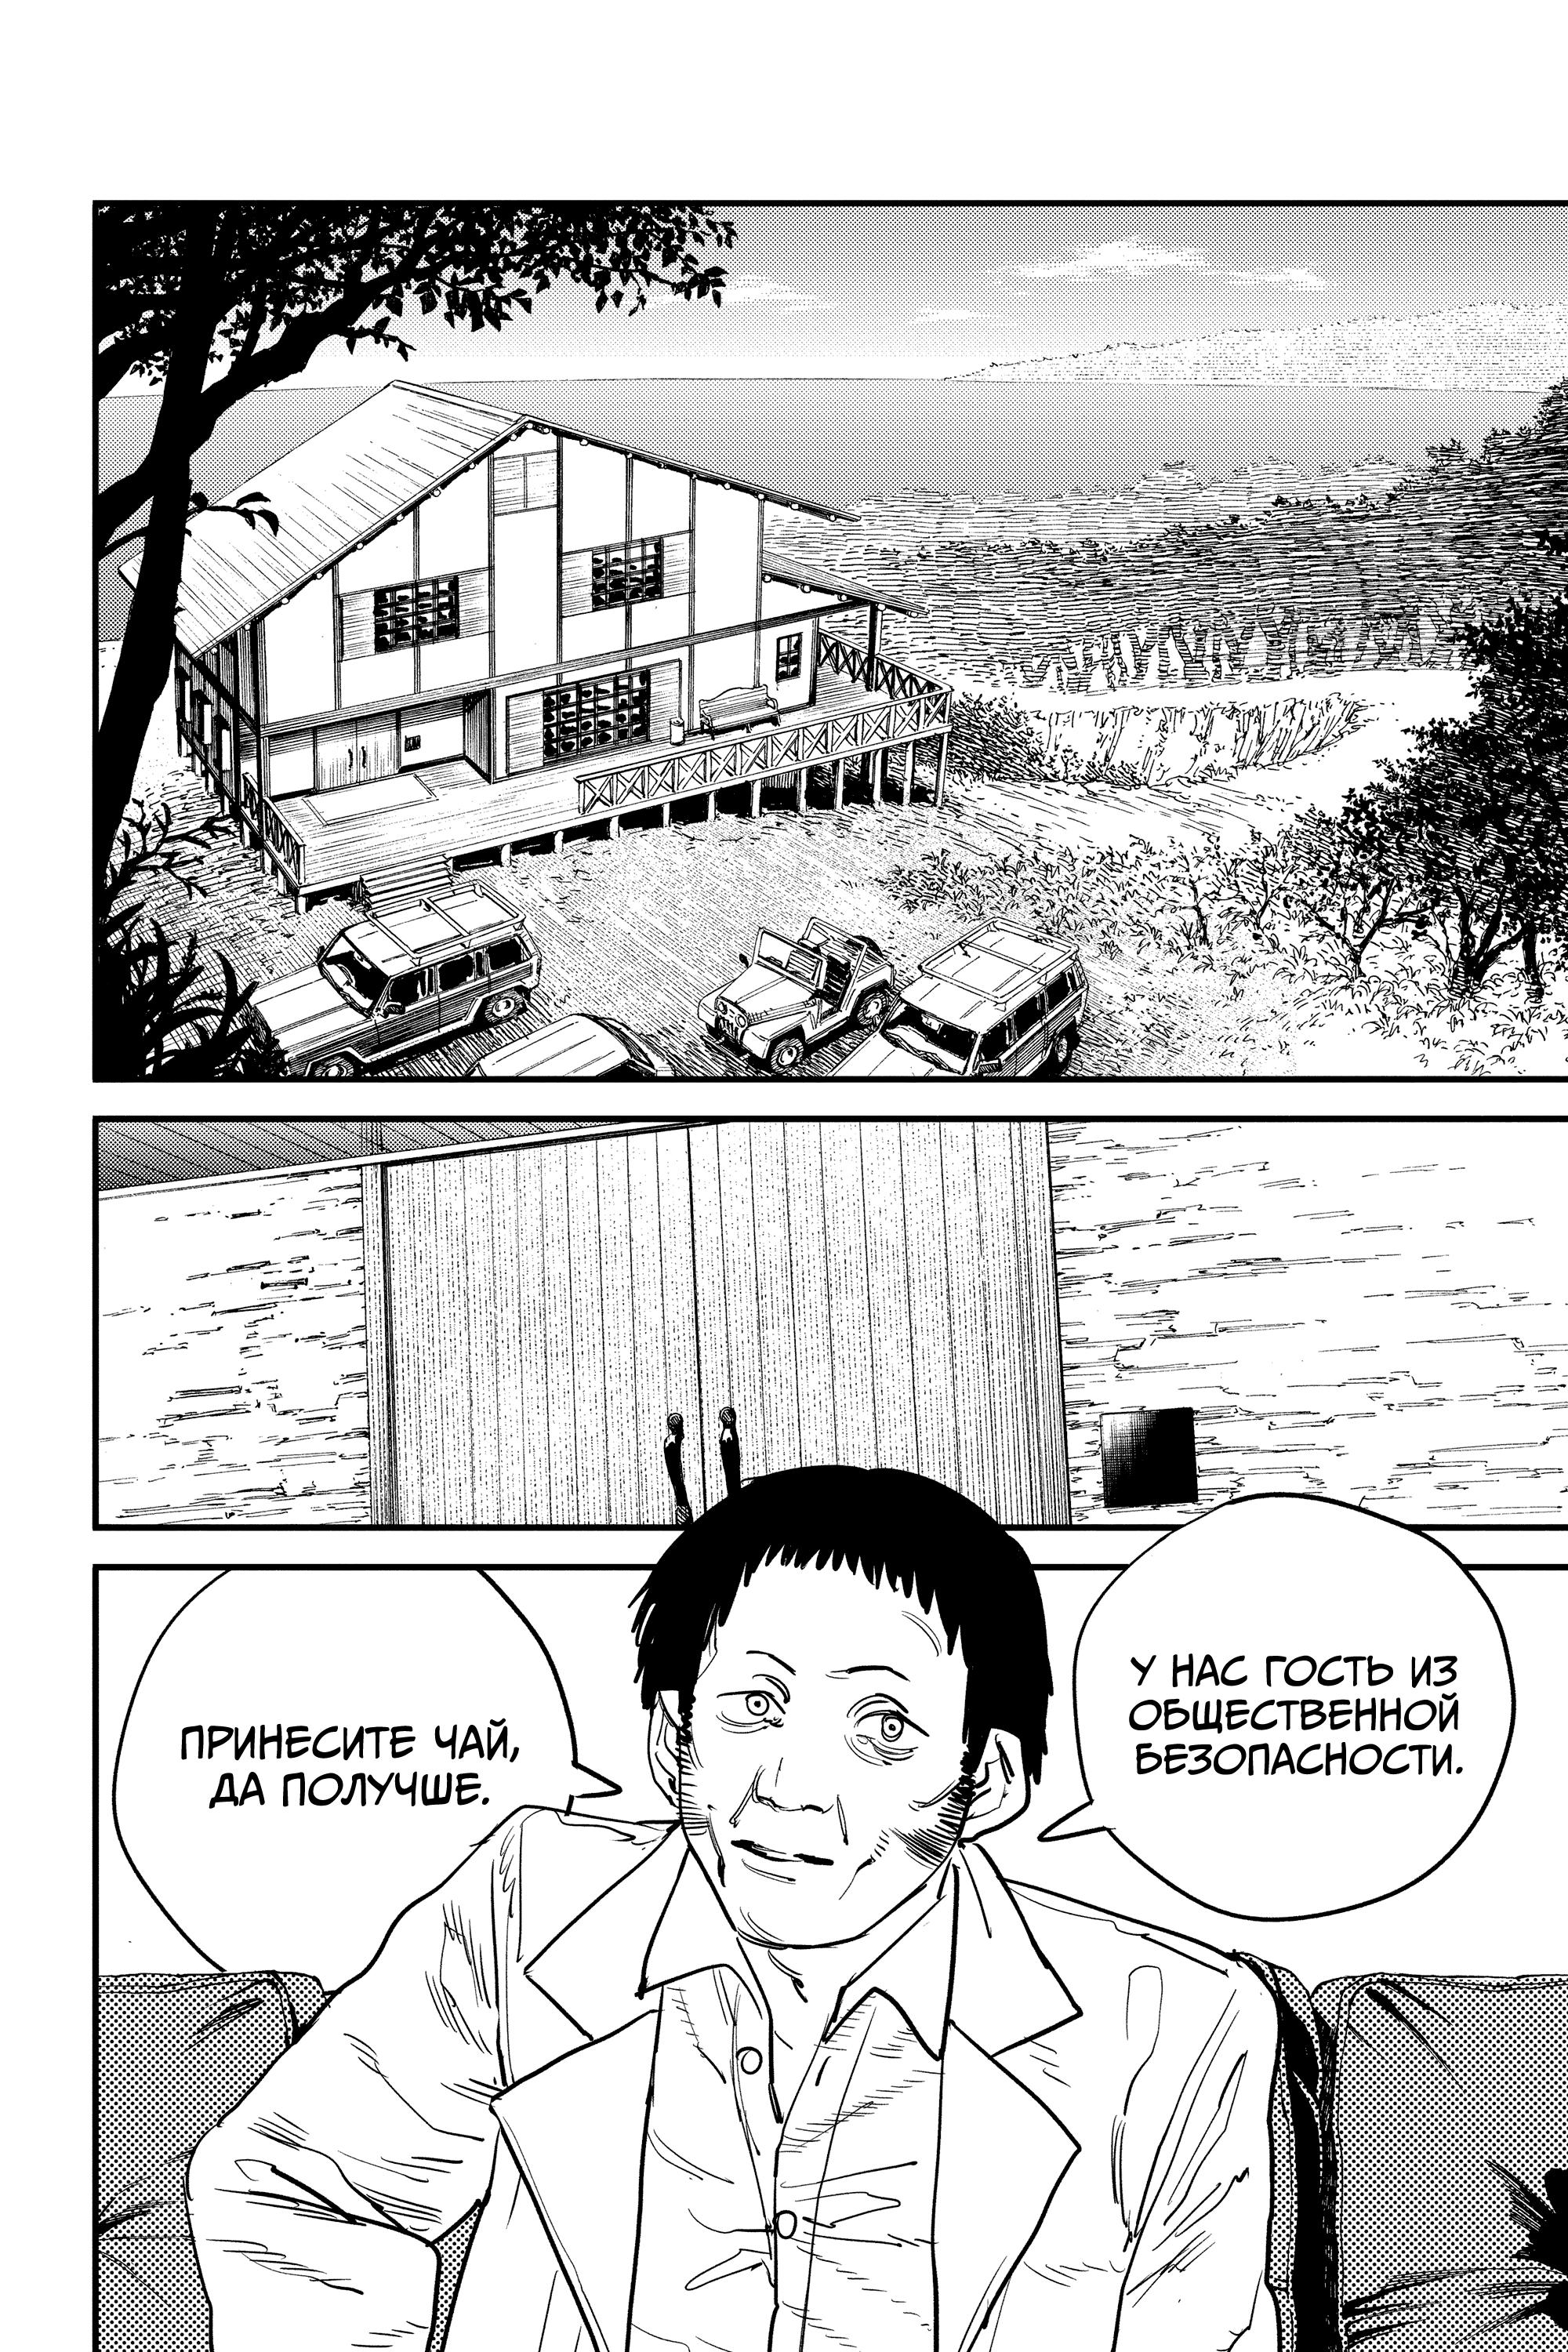 У НАС ГОСТЬ ИЗ
ОБЩЕСТВЕННОЙ
БЕЗОПАСНОСТИ.
ПРИНЕСИТЕ ЧАЙ,
ДА ПОЛУЧШЕ.